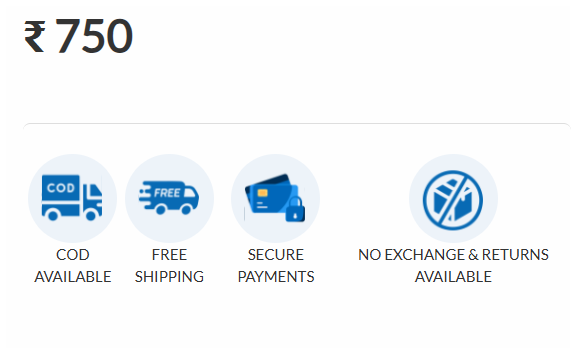 ₹ 750
COD
FREE
COD
AVAILABLE
FREE
SHIPPING
SECURE
PAYMENTS
NO EXCHANGE & RETURNS
AVAILABLE